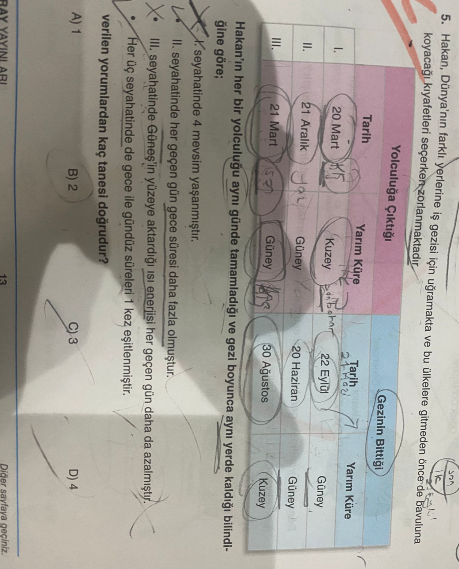 5. Hakan, Dünya'nın farklı yerlerine iş gezisi için uğramakta ve bu ülkelere gitmeden önce de bavuluna
koyacağı kıyafetleri seçerken zorlanmaktadır.
Yolculuğa Çıktığı Gezinin Bittiği
Tarih Yarım Küre Tarih Yarım Küre
I. 20 Mart Kuzey 22 Eylül Güney
II. 21 Aralık Güney 20 Haziran Güney
III. 21 Mart Güney 30 Ağustos Kuzey
Hakan'ın her bir yolculuğu aynı günde tamamladığı ve gezi boyunca aynı yerde kaldığı bilindi-
ğine göre;
I. seyahatinde 4 mevsim yaşanmıştır.
II. seyahatinde her geçen gün gece süresi daha fazla olmuştur.
• III. seyahatinde Güneş'in yüzeye aktardığı ısı enerjisi her geçen gün daha da azalmıştır.
• Her üç seyahatinde de gece ile gündüz süreleri 1 kez eşitlenmiştir.
verilen yorumlardan kaç tanesi doğrudur?
A) 1 B) 2 C) 3 D) 4
RAY YAYINLARI 13 Diğer sayfaya geçiniz.